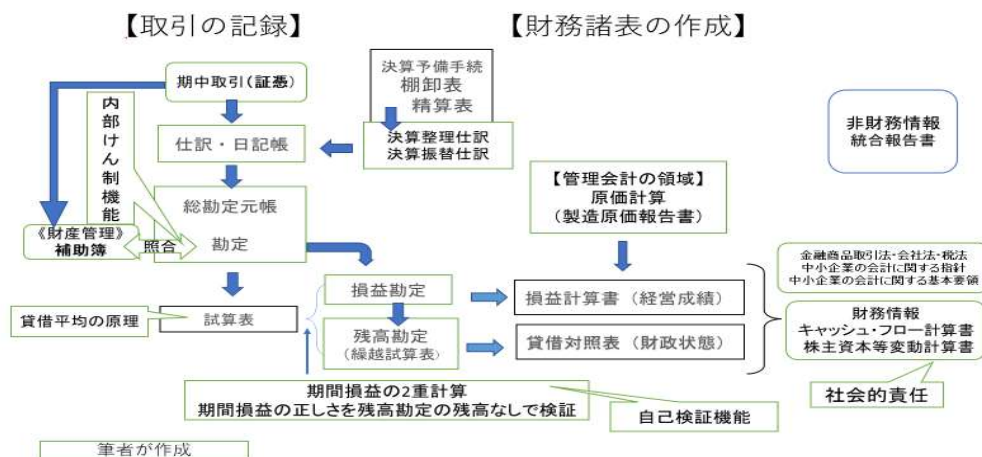 【取引の記録】
【財務諸表の作成】
期中取引(証憑)
仕訳・日記帳
総勘定元帳
勘定
内部けん制機能
《財産管理》
補助簿
照合
貸借平均の原理
試算表
決算予備手続
棚卸表
精算表
決算整理仕訳
決算振替仕訳
損益勘定
残高勘定
(繰越試算表)
【管理会計の領域】
原価計算
(製造原価報告書)
損益計算書（経営成績）
貸借対照表（財政状態）
非財務情報
統合報告書
金融商品取引法・会社法・税法
中小企業の会計に関する指針
中小企業の会計に関する基本要領
財務情報
キャッシュ・フロー計算書
株主資本等変動計算書
社会的責任
期間損益の2重計算
期間損益の正しさを残高勘定の残高なしで検証
自己検証機能
筆者が作成